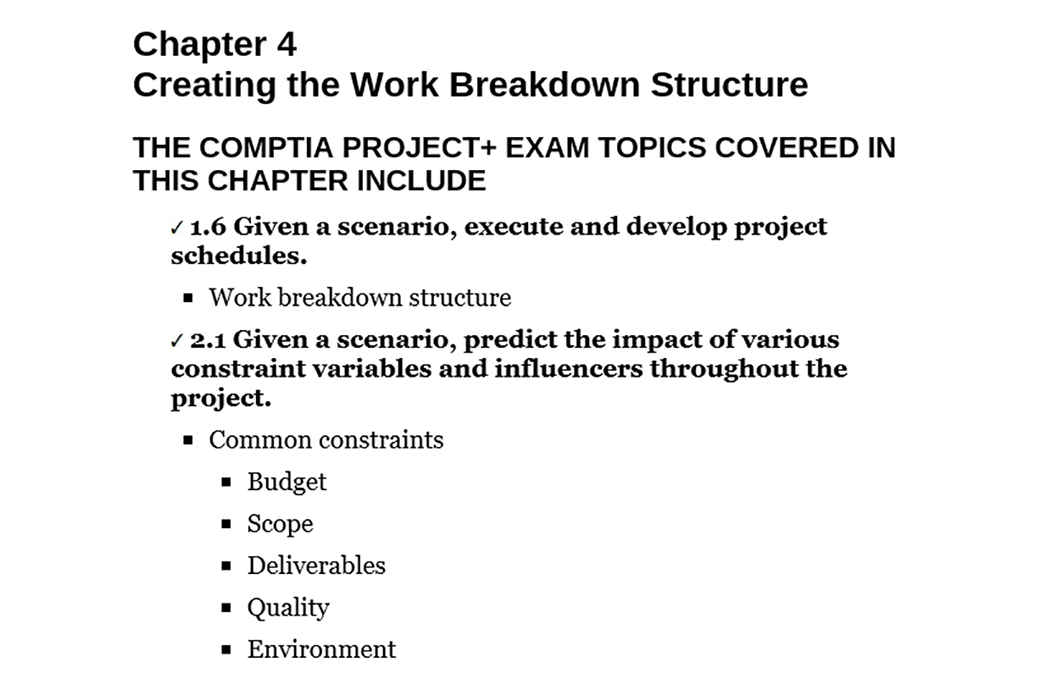 Chapter 4
Creating the Work Breakdown Structure
THE COMPTIA PROJECT+ EXAM TOPICS COVERED IN
THIS CHAPTER INCLUDE
✓ 1.6 Given a scenario, execute and develop project
schedules.
▪ Work breakdown structure
✓ 2.1 Given a scenario, predict the impact of various
constraint variables and influencers throughout the
project.
▪ Common constraints
▪ Budget
▪ Scope
▪ Deliverables
▪ Quality
▪ Environment